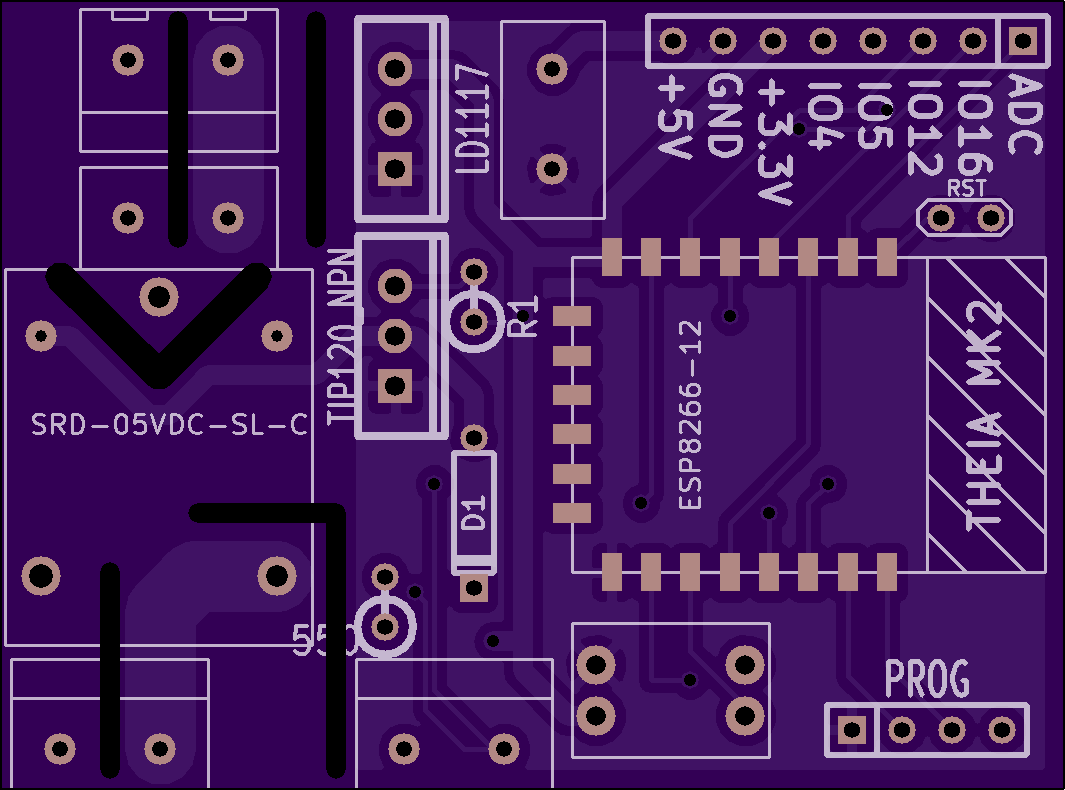 LD1117
+5V
GND
+3.3V
IO4
IO5
IO12
IO16
ADC
RST
TIP120 NPN
R1
SRD-05VDC-SL-C
ESP8266-12
THEIA MK2
D1
550
PROG